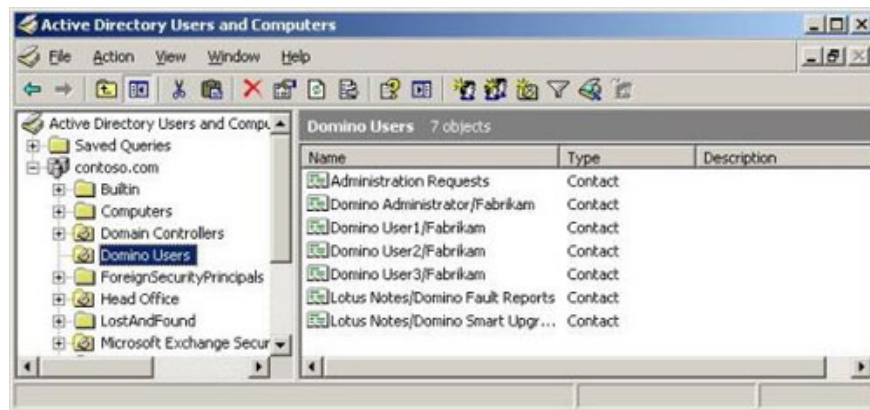 Active Directory Users and Computers
File Action View Window Help
Active Directory Users and Compu
Saved Queries
contoso.com
Builtin
Computers
Domain Controllers
Domino Users
ForeignSecurityPrincipals
Head Office
LostAndFound
Microsoft Exchange Secur
Domino Users 7 objects
Name Type Description
Administration Requests Contact
Domino Administrator/Fabrikam Contact
Domino User1/Fabrikam Contact
Domino User2/Fabrikam Contact
Domino User3/Fabrikam Contact
Lotus Notes/Domino Fault Reports Contact
Lotus Notes/Domino Smart Upgr... Contact